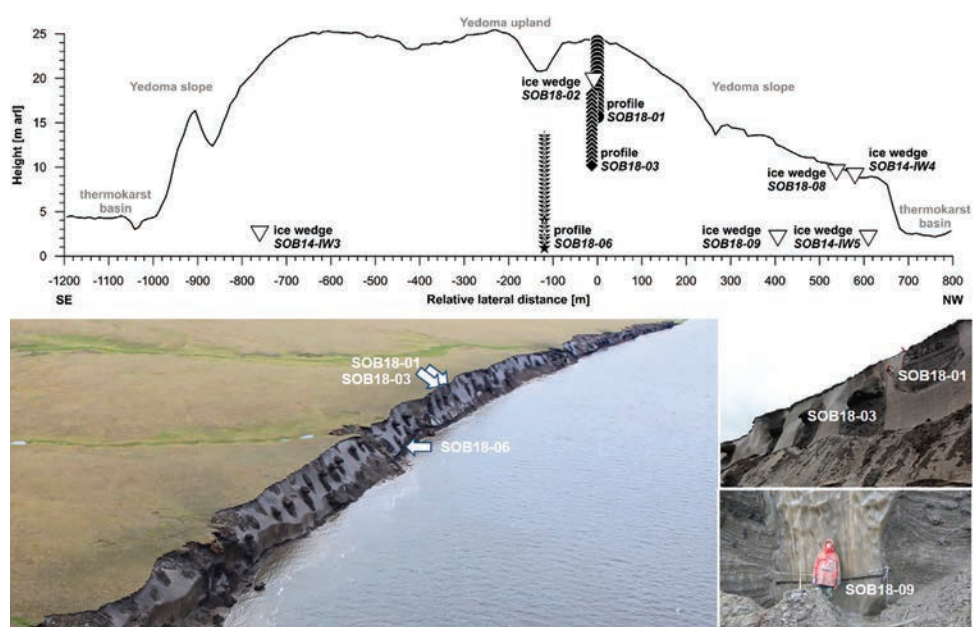 Yedoma upland
Height [m arl]
30
25
20
15
10
5
0
Yedoma slope
ice wedge
SOB18-02
profile
SOB18-01
Yedoma slope
profile
SOB18-03
ice wedge
SOB14-IW4
ice wedge
SOB18-08
thermokarst
basin
thermokarst
basin
ice wedge
SOB14-IW3
profile
SOB18-06
ice wedge
SOB18-09
ice wedge
SOB14-IW5
-1200 -1100 -1000 -900 -800 -700 -600 -500 -400 -300 -200 -100 0 100 200 300 400 500 600 700 800
SE Relative lateral distance [m] NW
SOB18-01
SOB18-03
SOB18-06
SOB18-01
SOB18-03
SOB18-09